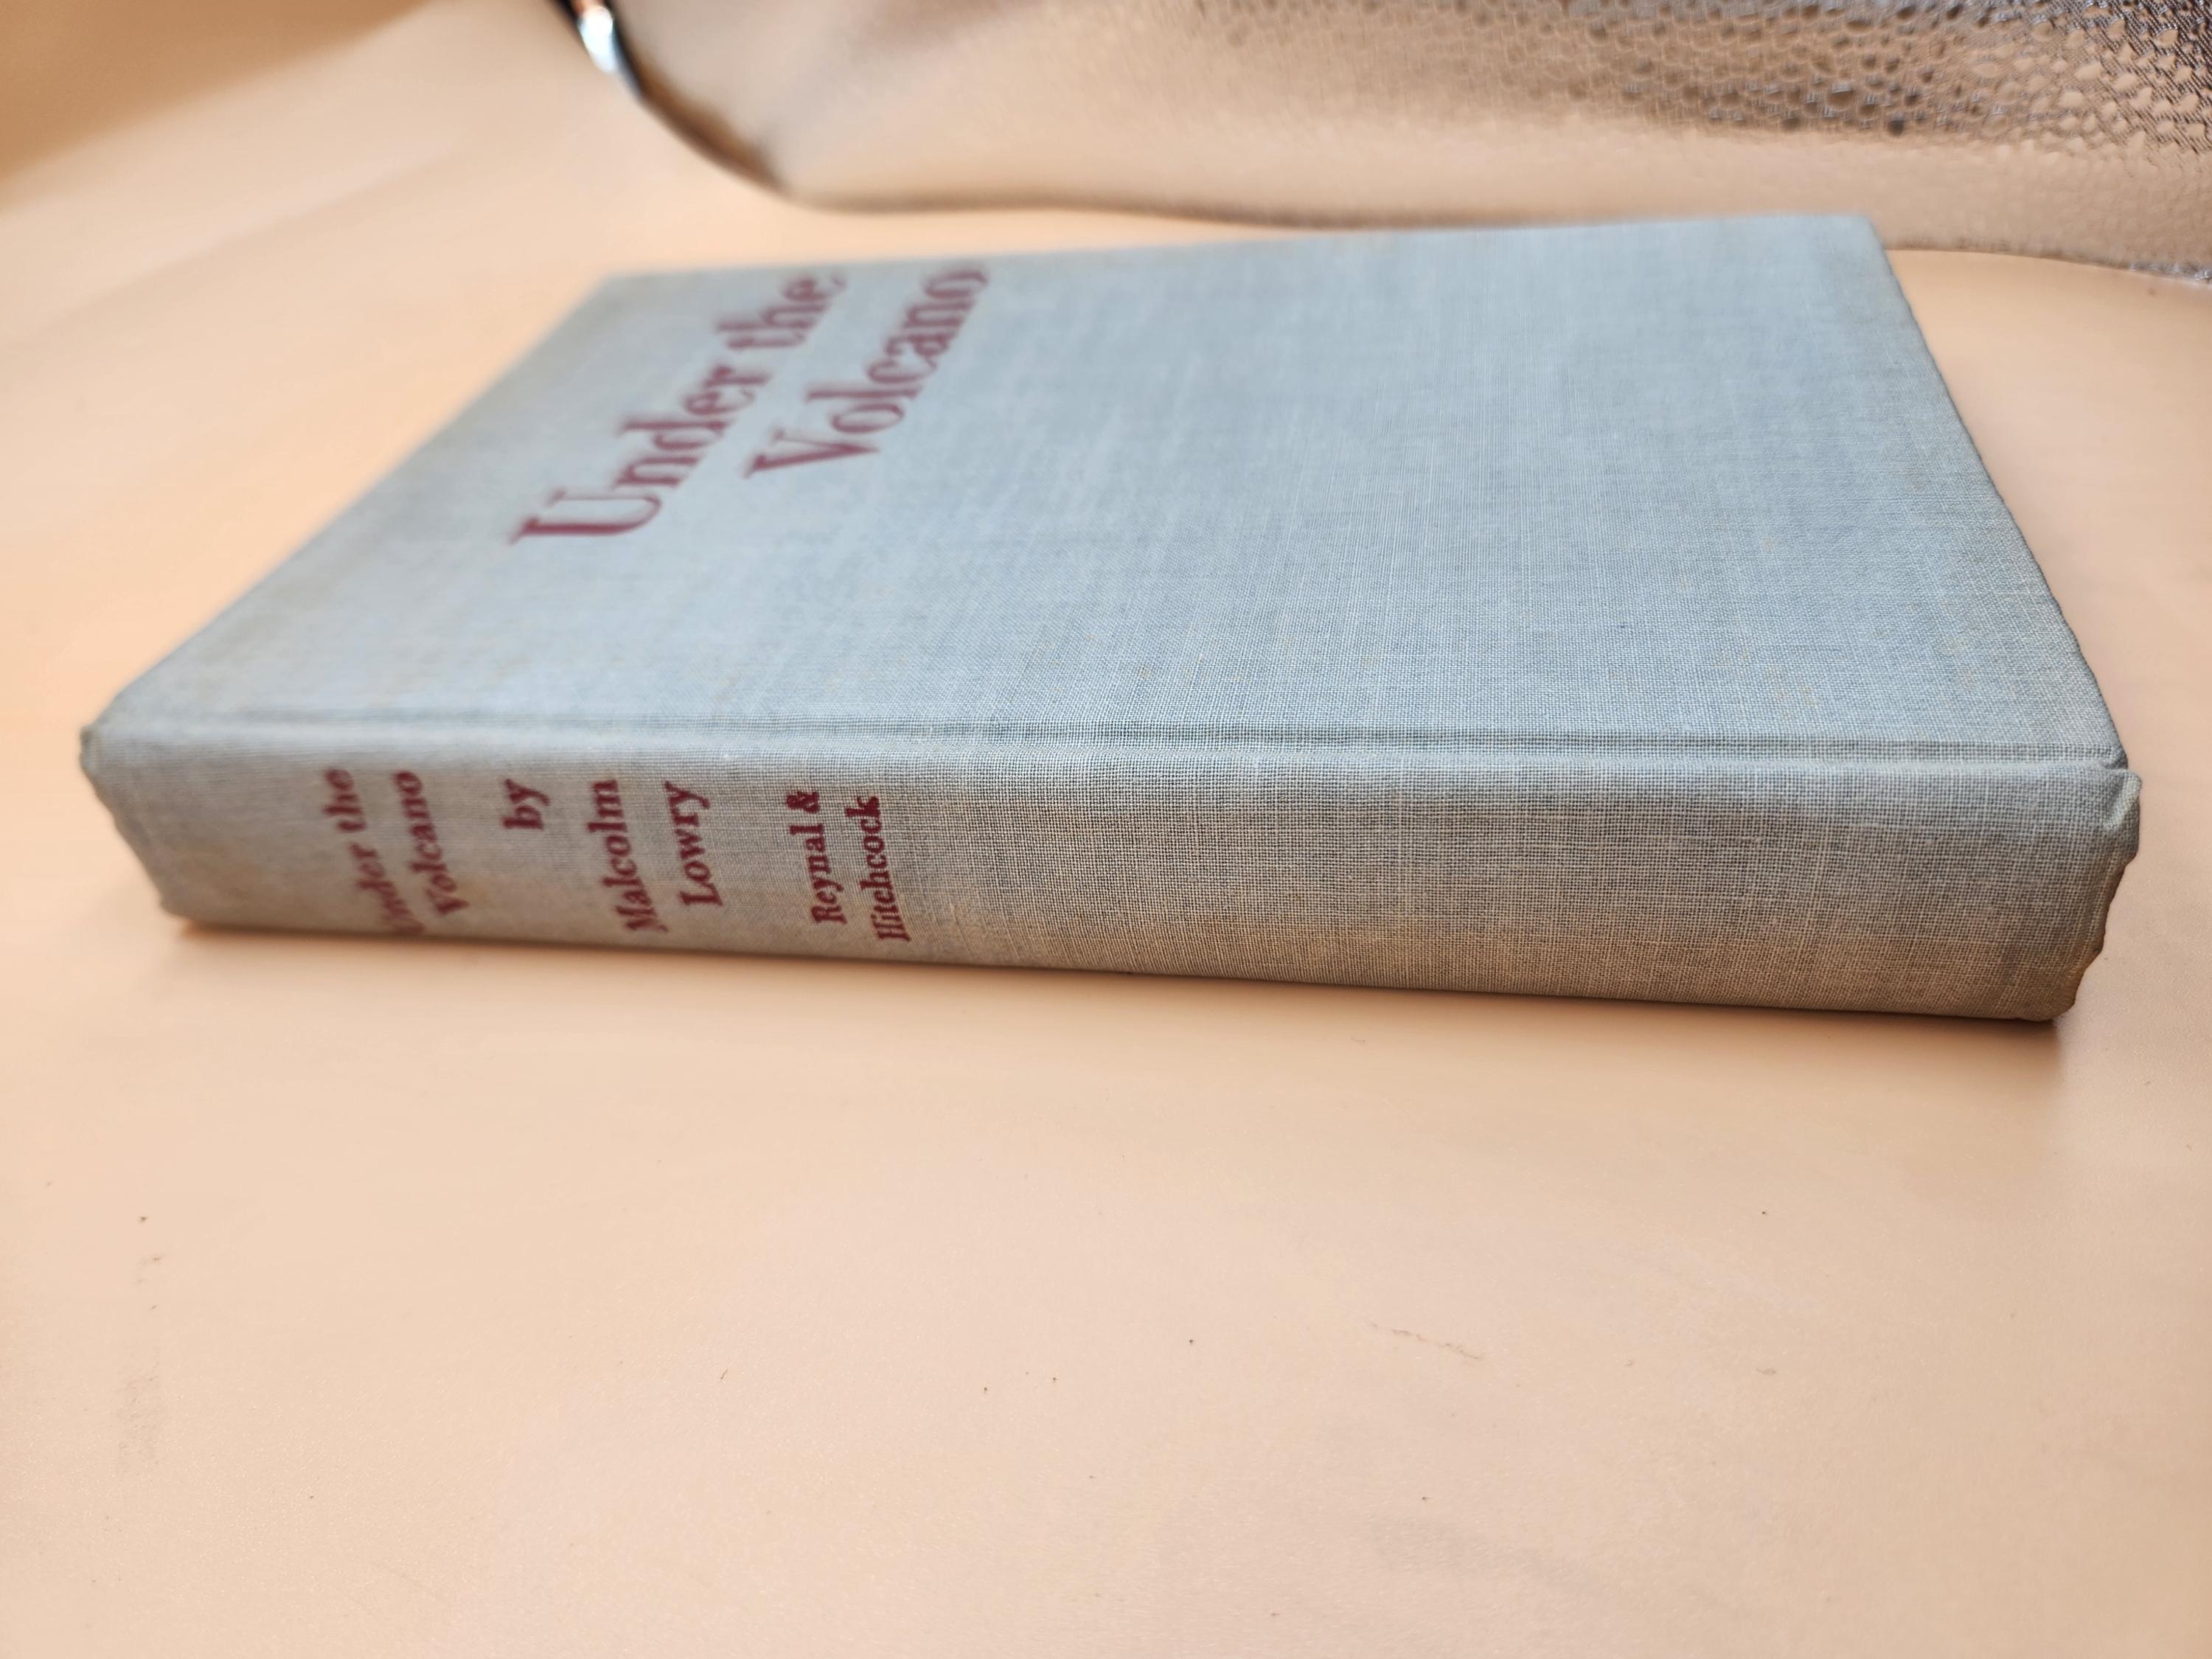 Under the
Volcano
Under the
Volcano
by
Malcolm
Lowry
Reynal &
Hitchcock